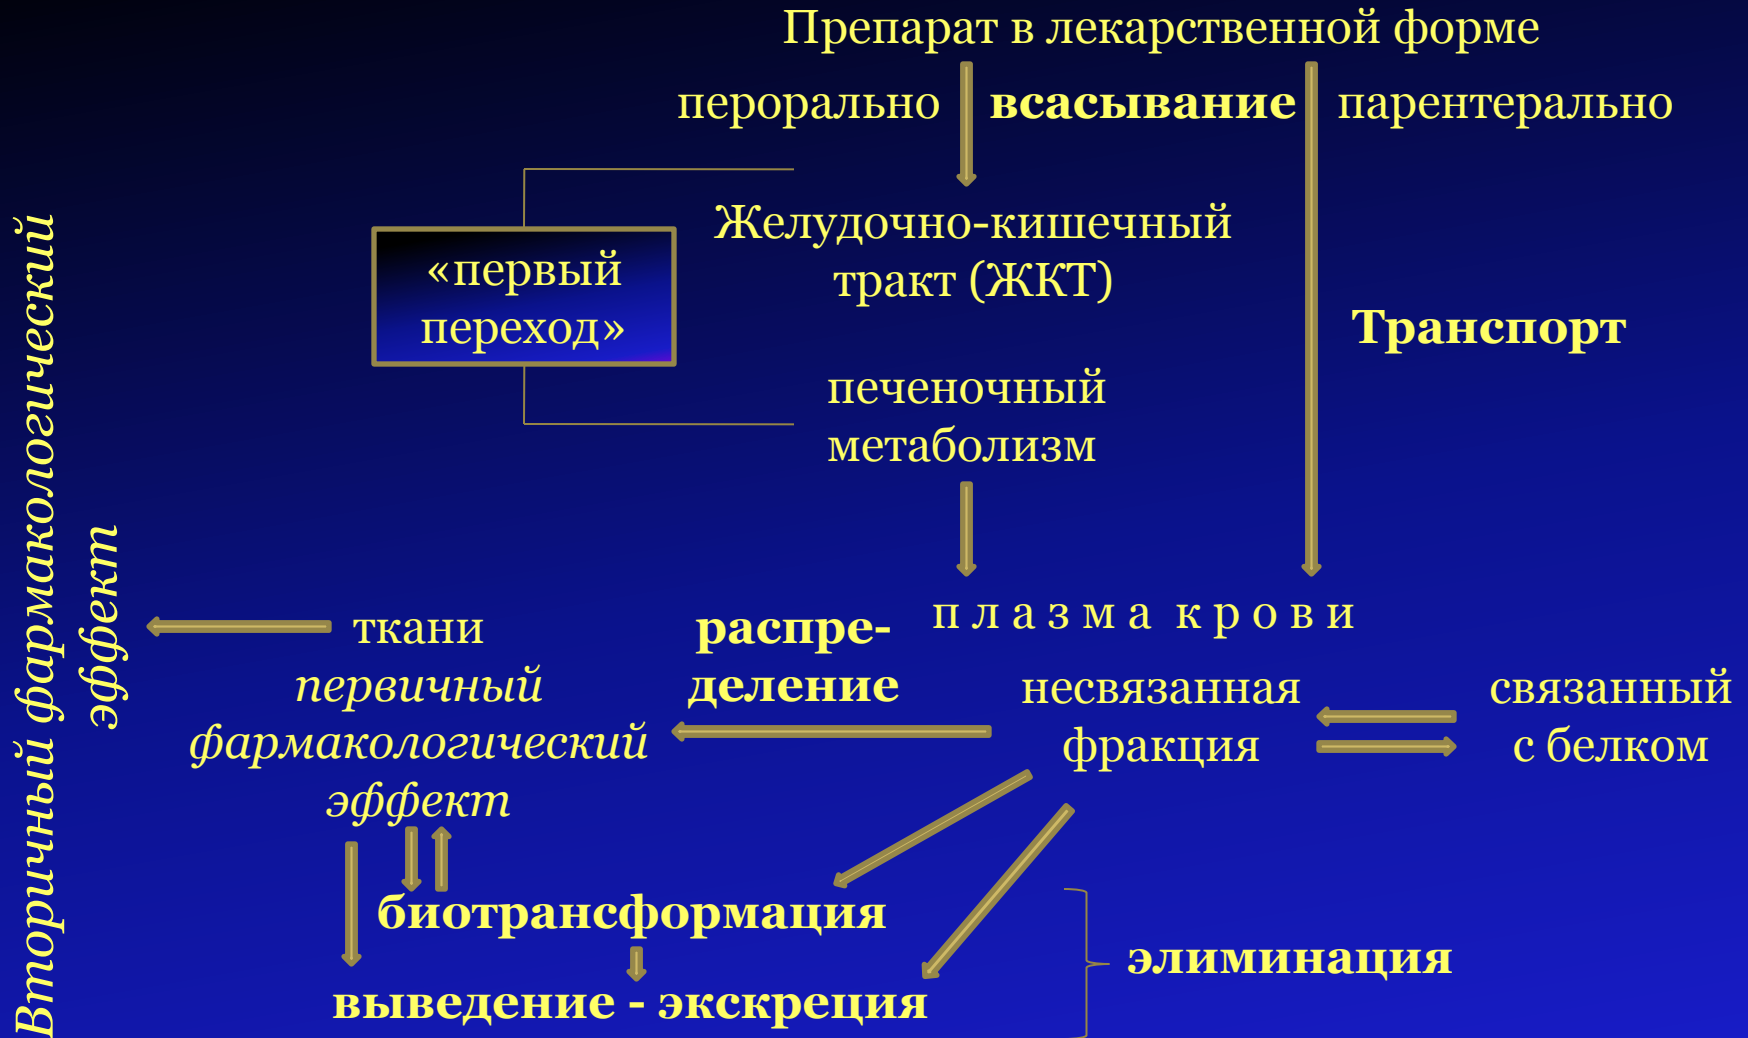 Препарат в лекарственной форме
перорально всасывание парентерально
Желудочно-кишечный
тракт (ЖКТ)
«первый
переход»
Транспорт
печеночный
метаболизм
плазма крови
распре-
деление
несвязанная
фракция
связанный
с белком
ткани
первичный
фармакологический
эффект
Вторичный фармакологический
эффект
биотрансформация
выведение - экскреция
элиминация